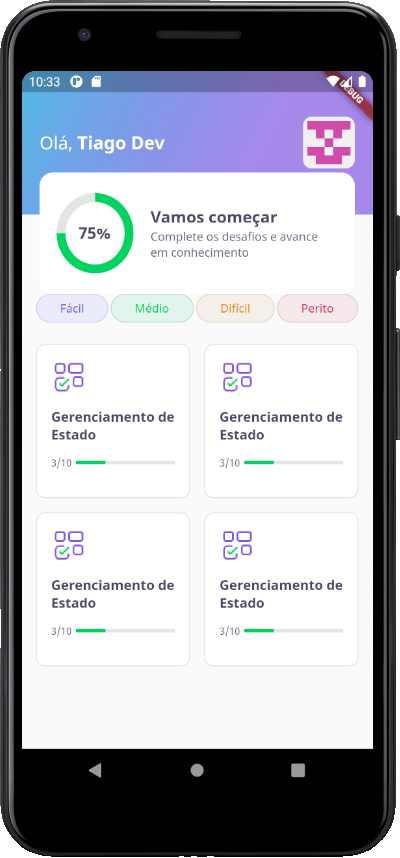 10:33
DEBUG
Olá, Tiago Dev
75%
Vamos começar
Complete os desafios e avance
em conhecimento
Fácil Médio Difícil Perito
Gerenciamento de
Estado
3/10
Gerenciamento de
Estado
3/10
Gerenciamento de
Estado
3/10
Gerenciamento de
Estado
3/10